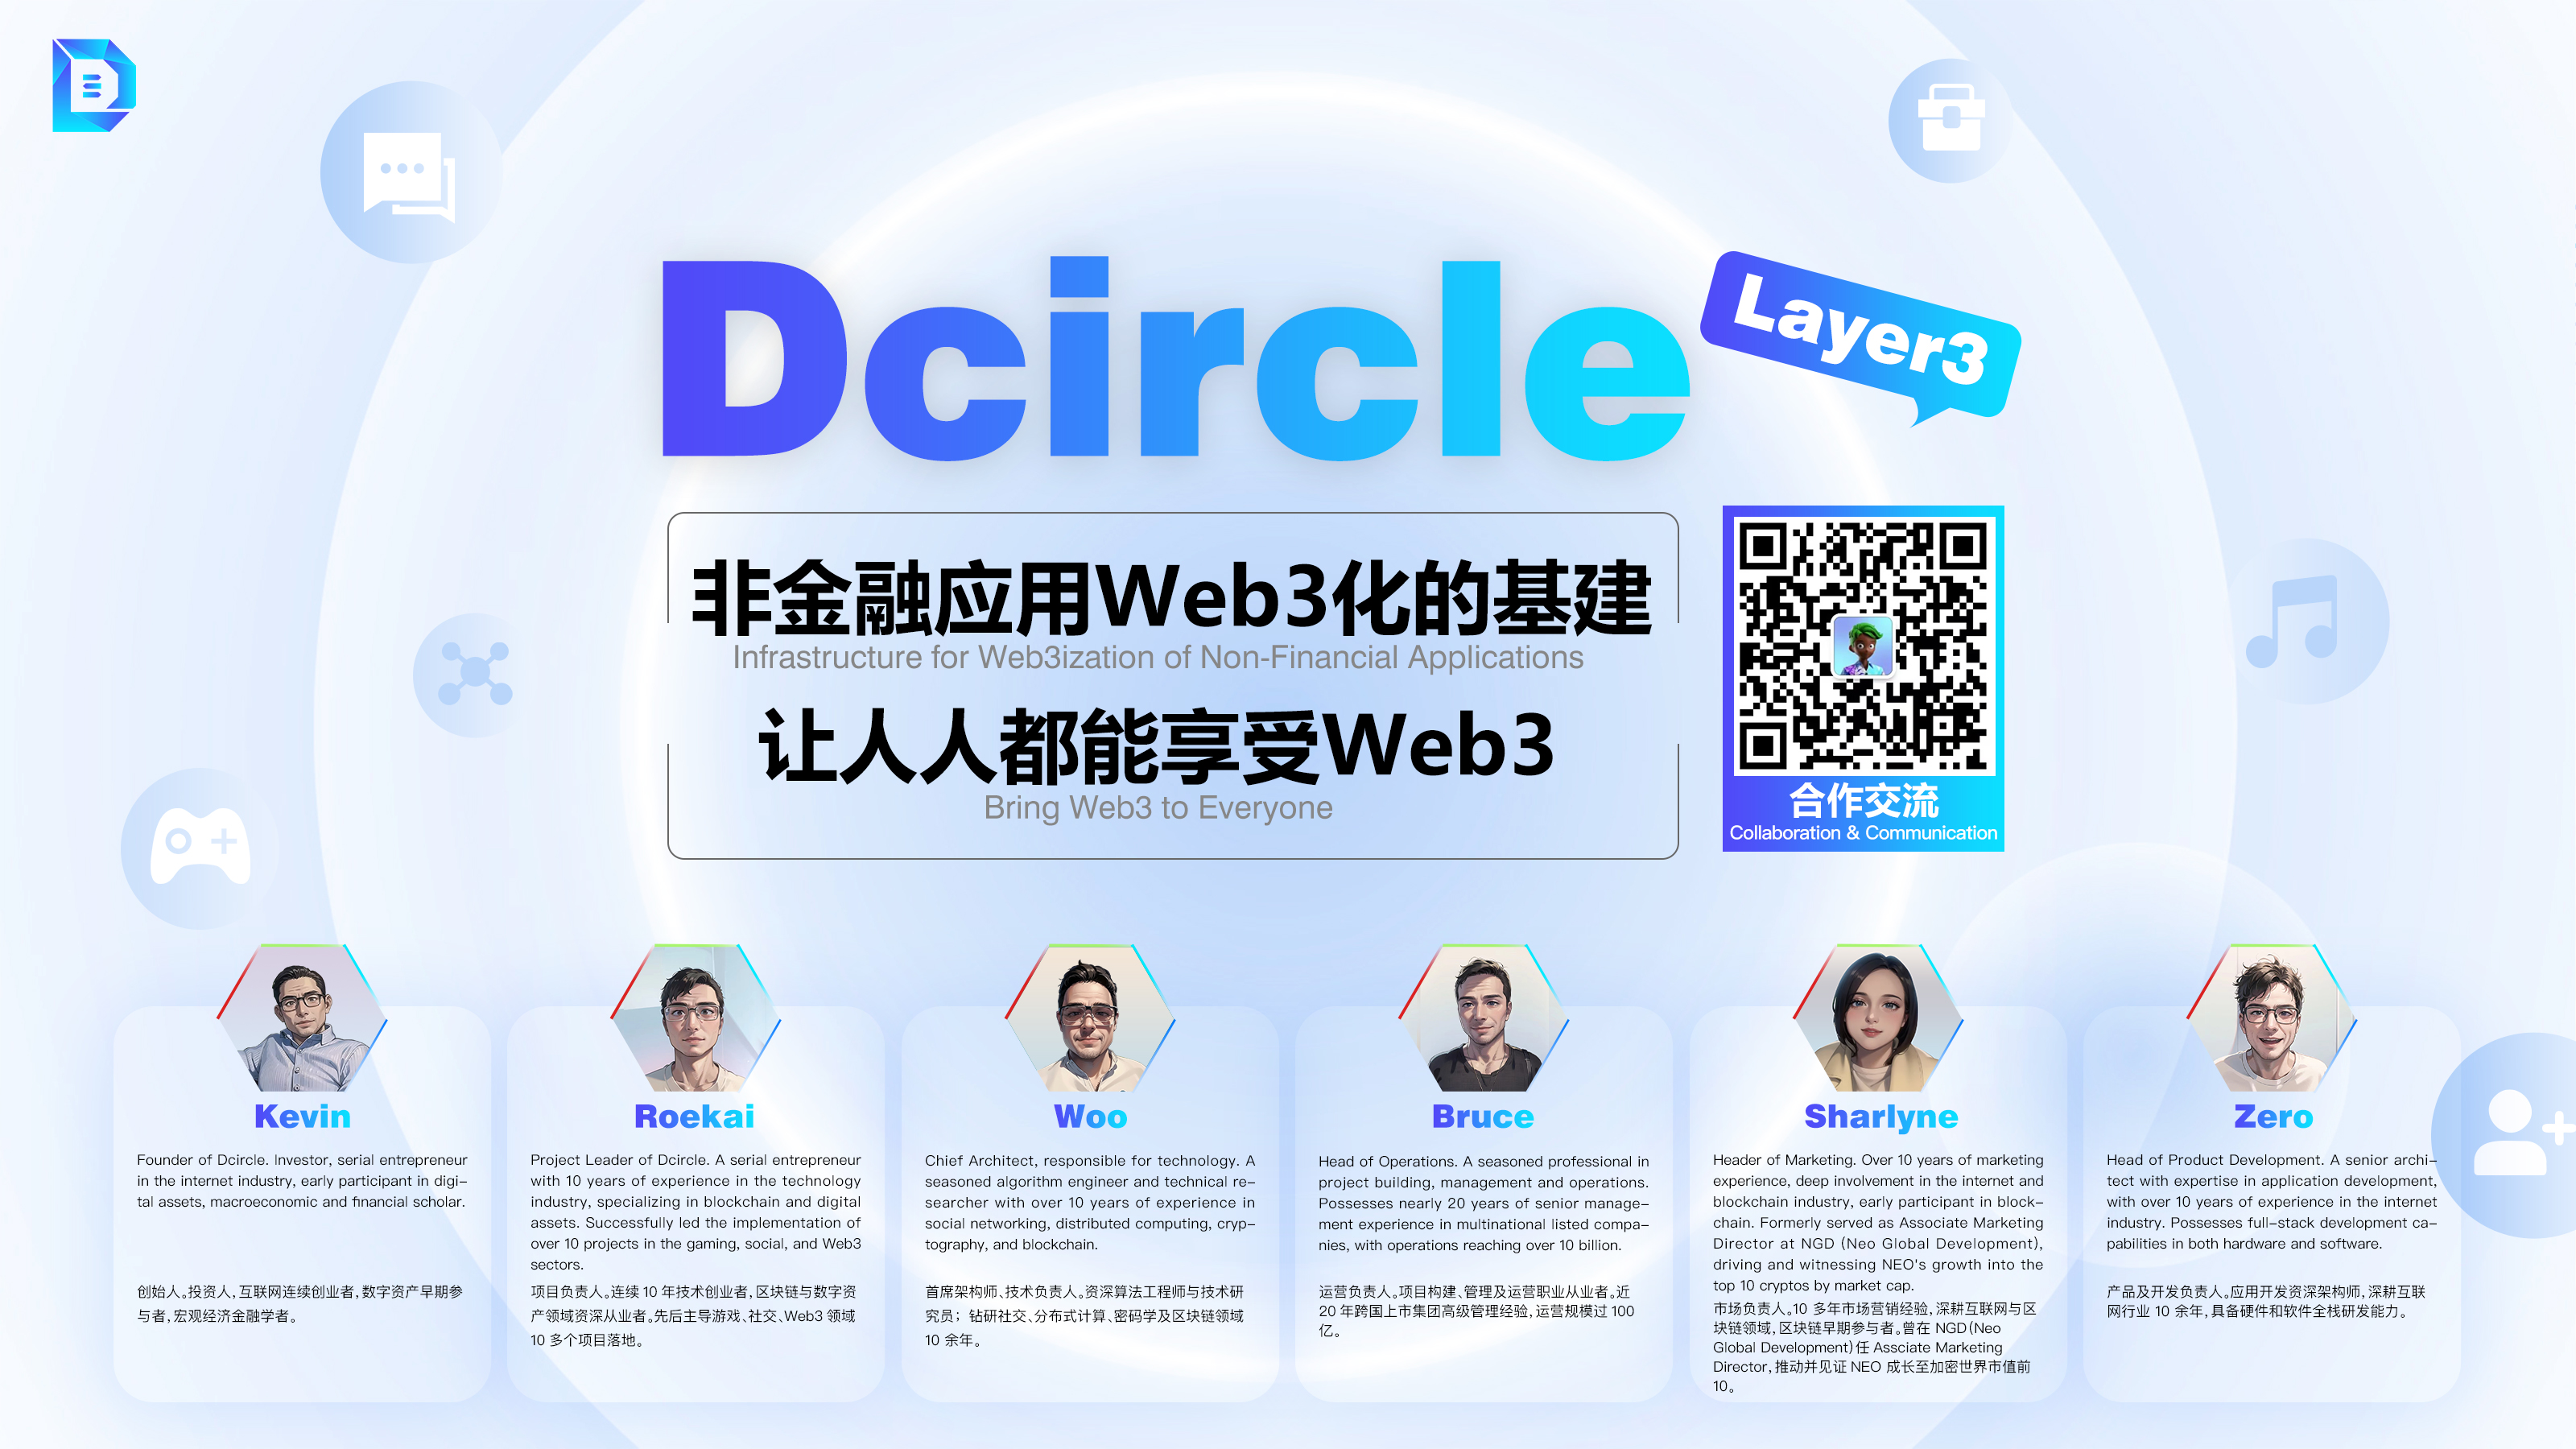 Dcircle
Layer3
非金融应用Web3化的基建
Infrastructure for Web3ization of Non-Financial Applications
让人人都能享受Web3
Bring Web3 to Everyone
合作交流
Collaboration & Communication
Kevin
Founder of Dcircle. Investor, serial entrepreneur
in the internet industry, early participant in digi-
tal assets, macroeconomic and financial scholar.
创始人。投资人，互联网连续创业者，数字资产早期参
与者，宏观经济金融学者。
Roekai
Project Leader of Dcircle. A serial entrepreneur
with 10 years of experience in the technology
industry, specializing in blockchain and digital
assets. Successfully led the implementation of
over 10 projects in the gaming, social, and Web3
sectors.
项目负责人。连续 10 年技术创业者，区块链与数字资
产领域资深从业者。先后主导游戏、社交、Web3 领域
10 多个项目落地。
Woo
Chief Architect, responsible for technology. A
seasoned algorithm engineer and technical re-
searcher with over 10 years of experience in
social networking, distributed computing, cryp-
tography, and blockchain.
首席架构师、技术负责人。资深算法工程师与技术研
究员；钻研社交、分布式计算、密码学及区块链领域
10 余年。
Bruce
Head of Operations. A seasoned professional in
project building, management and operations.
Possesses nearly 20 years of senior manage-
ment experience in multinational listed compa-
nies, with operations reaching over 10 billion.
运营负责人。项目构建、管理及运营职业从业者。近
20 年跨国上市集团高级管理经验，运营规模过 100
亿。
Sharlyne
Header of Marketing. Over 10 years of marketing
experience, deep involvement in the internet and
blockchain industry, early participant in block-
chain. Formerly served as Associate Marketing
Director at NGD (Neo Global Development),
driving and witnessing NEO's growth into the
top 10 cryptos by market cap.
市场负责人。10 多年市场营销经验，深耕互联网与区
块链领域，区块链早期参与者。曾在 NGD（Neo
Global Development）任 Assciate Marketing
Director，推动并见证 NEO 成长至加密世界市值前
10。
Zero
Head of Product Development. A senior archi-
tect with expertise in application development,
with over 10 years of experience in the internet
industry. Possesses full-stack development ca-
pabilities in both hardware and software.
产品及开发负责人。应用开发资深架构师，深耕互联
网行业 10 余年，具备硬件和软件全栈研发能力。